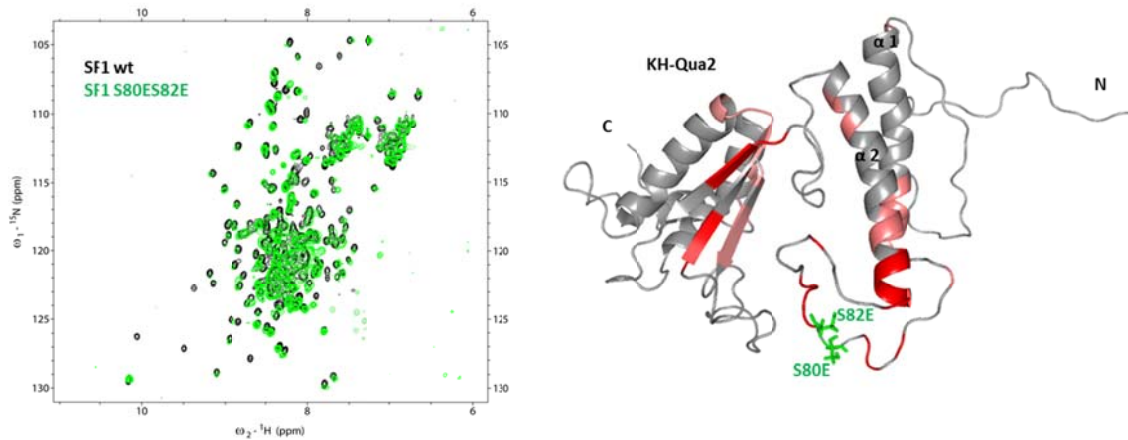 SF1 wt
SF1 S80ES82E
105
110
115
120
125
130
ω1 - 15N (ppm)
105
110
115
120
125
130
10
8
6
10
8
6
ω2 - 1H (ppm)
KH-Qua2
α 1
N
C
α 2
S82E
S80E